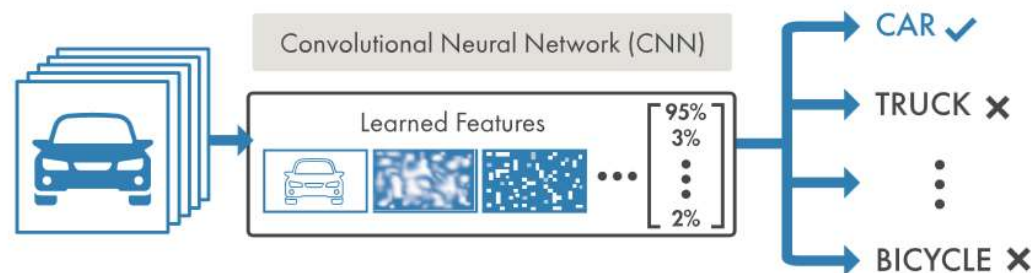 Convolutional Neural Network (CNN)
Learned Features
95%
3%
2%
CAR
TRUCK
BICYCLE